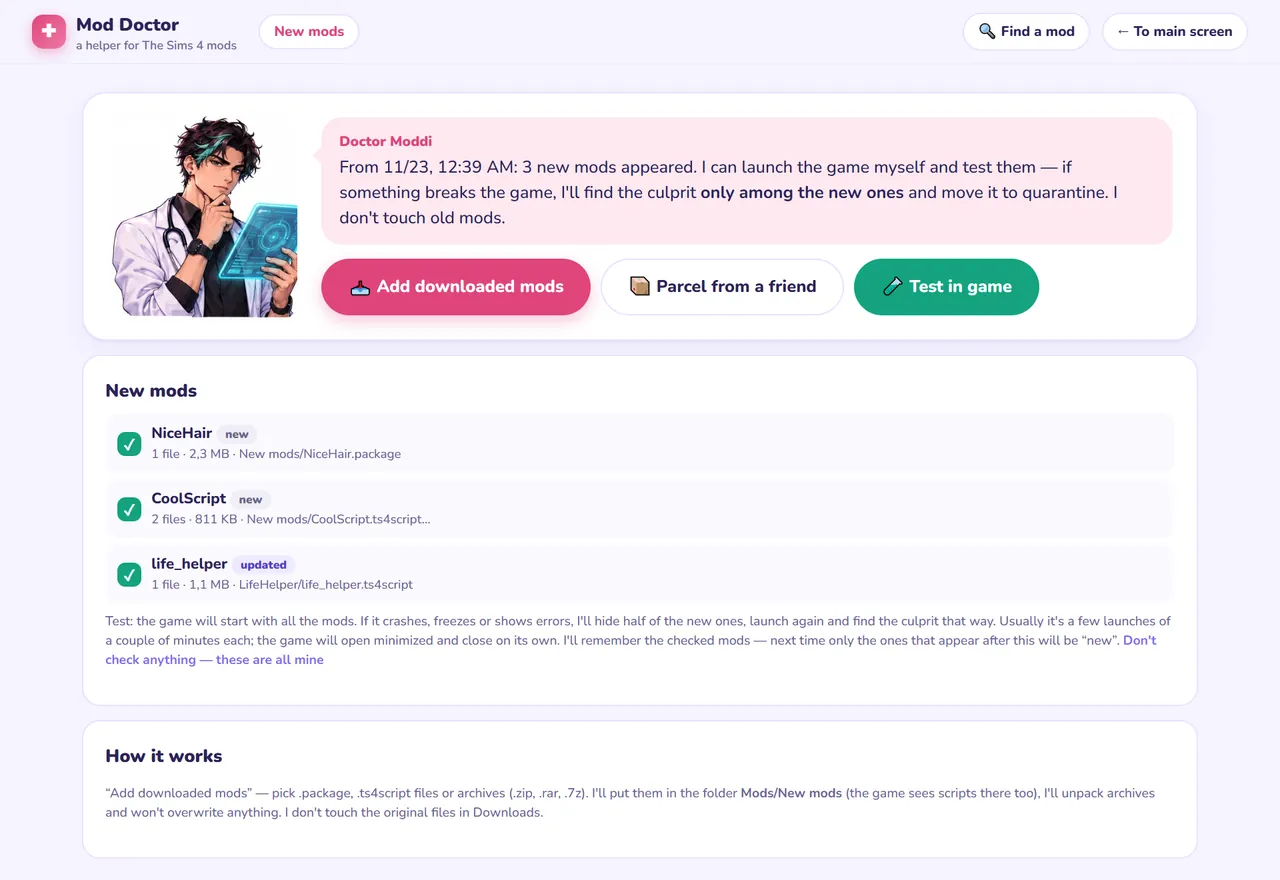 Mod Doctor
a helper for The Sims 4 mods
New mods
Find a mod
← To main screen
Doctor Moddi
From 11/23, 12:39 AM: 3 new mods appeared. I can launch the game myself and test them — if
something breaks the game, I'll find the culprit only among the new ones and move it to quarantine. I
don't touch old mods.
Add downloaded mods
Parcel from a friend
Test in game
New mods
NiceHair new
1 file · 2,3 MB · New mods/NiceHair.package
CoolScript new
2 files · 811 KB · New mods/CoolScript.ts4script...
life_helper updated
1 file · 1,1 MB · LifeHelper/life_helper.ts4script
Test: the game will start with all the mods. If it crashes, freezes or shows errors, I'll hide half of the new ones, launch again and find the culprit that way. Usually it's a few launches of
a couple of minutes each; the game will open minimized and close on its own. I'll remember the checked mods — next time only the ones that appear after this will be “new”. Don't
check anything — these are all mine
How it works
“Add downloaded mods” — pick .package, .ts4script files or archives (.zip, .rar, .7z). I'll put them in the folder Mods/New mods (the game sees scripts there too), I'll unpack archives
and won't overwrite anything. I don't touch the original files in Downloads.